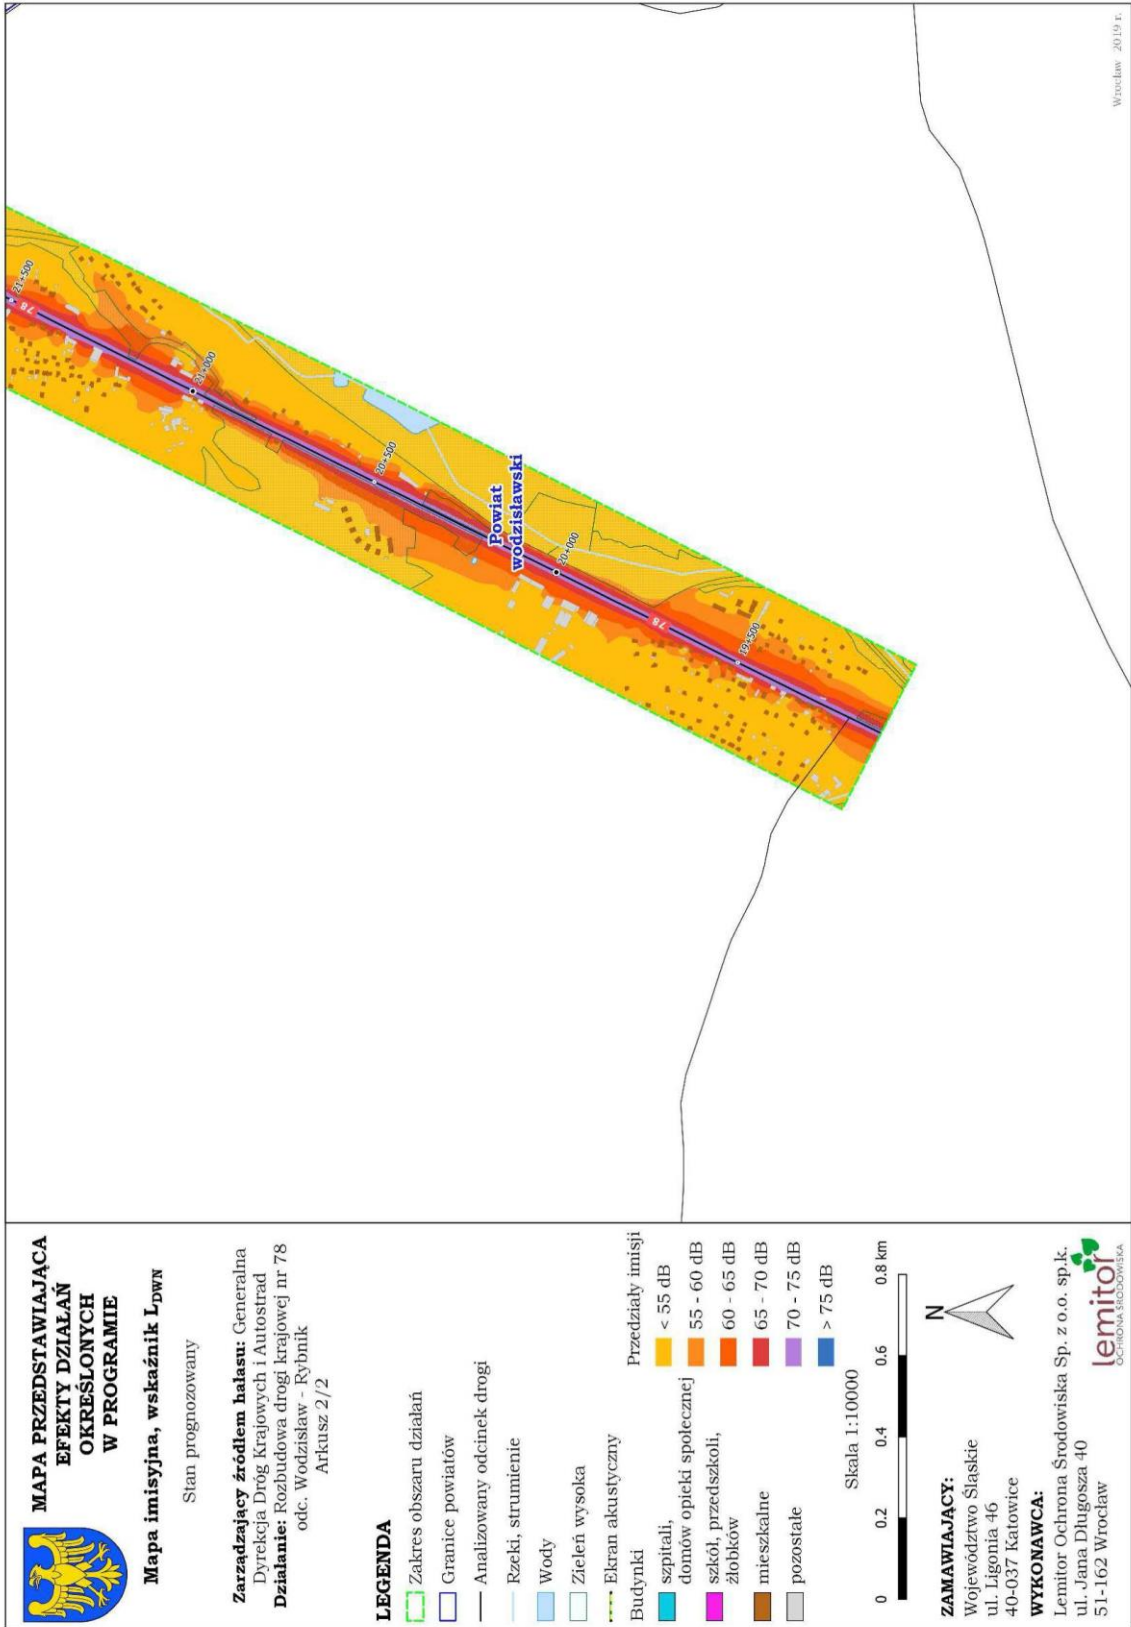 MAPA PRZEDSTAWIAJĄCA
EFEKTY DZIAŁAŃ
OKREŚLONYCH
W PROGRAMIE
Mapa imisyjna, wskaźnik LDWN
Stan prognozowany
Zarządzający źródłem hałasu: Generalna
Dyrekcja Dróg Krajowych i Autostrad
Działanie: Rozbudowa drogi krajowej nr 78
odc. Wodzisław - Rybnik
Arkusz 2/2
LEGENDA
Zakres obszaru działań
Granice powiatów
Analizowany odcinek drogi
Rzeki, strumienie
Wody
Zieleń wysoka
Ekran akustyczny
Budynki
szpitali,
domów opieki społecznej
szkół, przedszkoli,
żłobków
mieszkalne
pozostałe
Przedziały imisji
< 55 dB
55 - 60 dB
60 - 65 dB
65 - 70 dB
70 - 75 dB
> 75 dB
Skala 1:10000
0 0.2 0.4 0.6 0.8 km
N
ZAMAWIAJĄCY:
Województwo Śląskie
ul. Ligonia 46
40-037 Katowice
WYKONAWCA:
Lemitor Ochrona Środowiska Sp. z o.o. sp.k.
ul. Jana Długosza 40
51-162 Wrocław
lemitor
OCHRONA ŚRODOWISKA
19+500
78
20+000
Powiat
wodzisławski
20+500
21+000
78
21+500
Wrocław 2019 r.